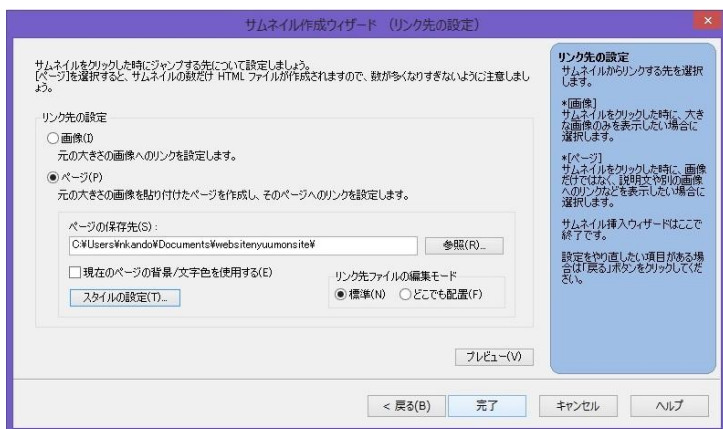 サムネイル作成ウィザード （リンク先の設定）
サムネイルをクリックした時にジャンプする先について設定しましょう。
[ページ]を選択すると、サムネイルの数だけ HTML ファイルが作成されますので、数が多くなりすぎないように注意しまし
ょう。
リンク先の設定
画像(I)
元の大きさの画像へのリンクを設定します。
ページ(P)
元の大きさの画像を貼り付けたページを作成し、そのページへのリンクを設定します。
ページの保存先(S) :
C:¥Users¥nkando¥Documents¥websitenyuumonsite¥
参照(R)...
現在のページの背景/文字色を使用する(E)
スタイルの設定(T)...
リンク先ファイルの編集モード
標準(N)
どこでも配置(F)
プレビュー(V)
< 戻る(B)
完了
キャンセル
ヘルプ
リンク先の設定
サムネイルからリンクする先を選択
します。
*[画像]
サムネイルをクリックした時に、大き
な画像のみを表示したい場合に
選択します。
*[ページ]
サムネイルをクリックした時に、画像
だけではなく、説明文や別の画像
へのリンクなどを表示したい場合に
選択します。
サムネイル挿入ウィザードはここで
終了です。
設定をやり直したい項目がある場
合は「戻る」ボタンをクリックしてくだ
さい。